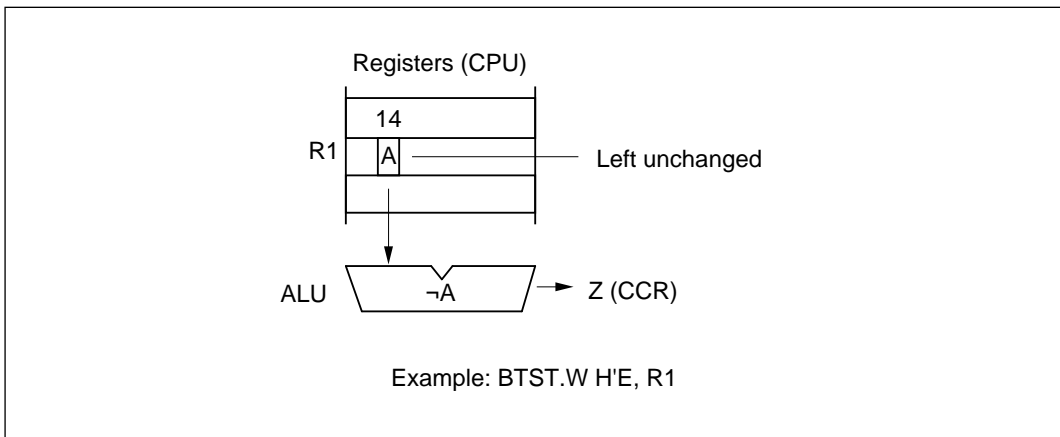 Registers (CPU)
14
R1 A Left unchanged
ALU ¬A Z (CCR)
Example: BTST.W H'E, R1